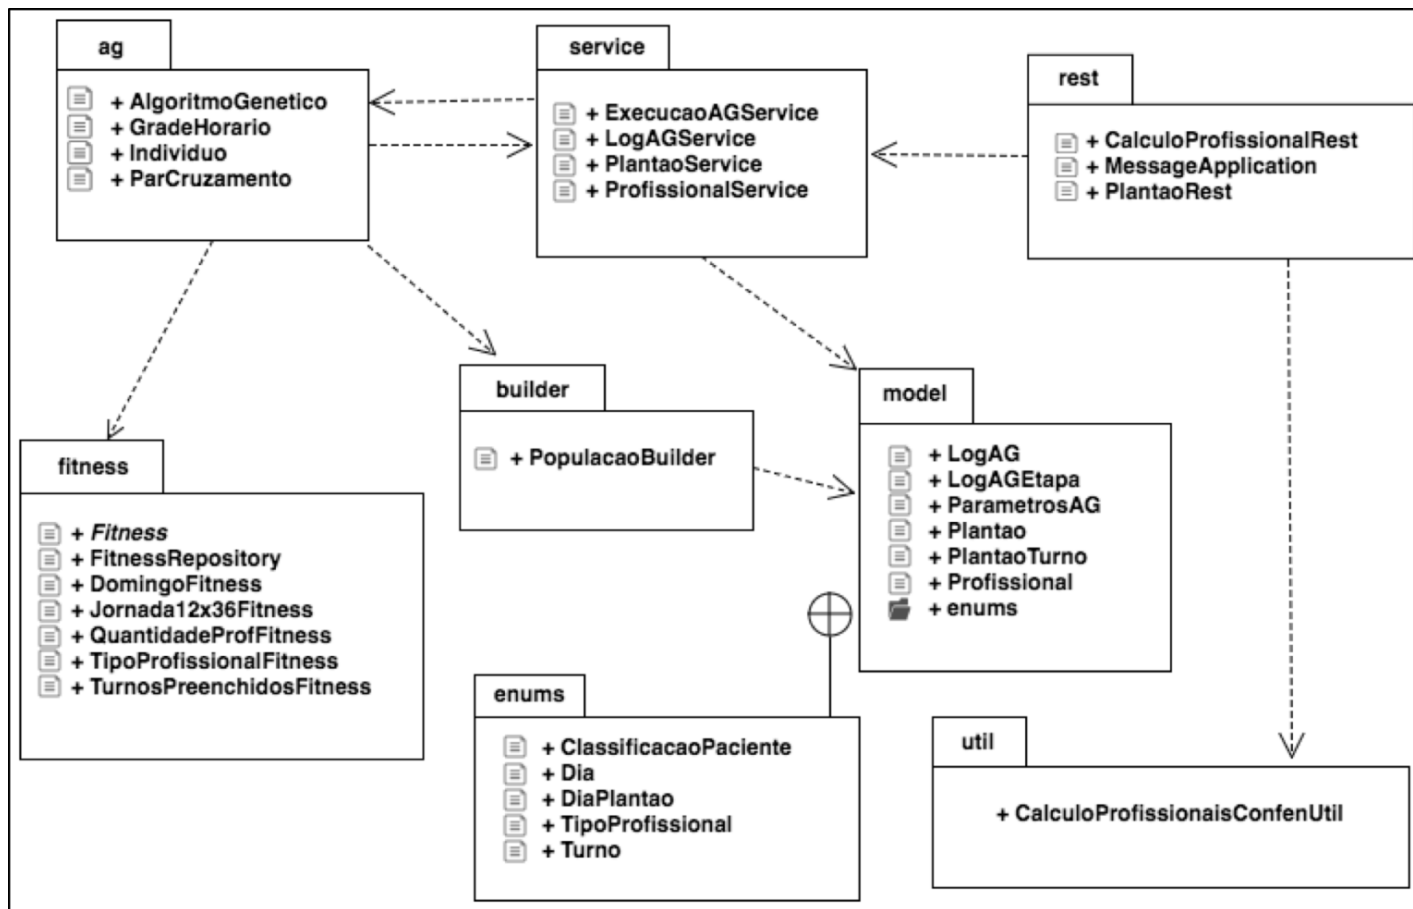 ag
+ AlgoritmoGenetico
+ GradeHorario
+ Individuo
+ ParCruzamento
service
+ ExecucaoAGService
+ LogAGService
+ PlantaoService
+ ProfissionalService
rest
+ CalculoProfissionalRest
+ MessageApplication
+ PlantaoRest
fitness
+ Fitness
+ FitnessRepository
+ DomingoFitness
+ Jornada12x36Fitness
+ QuantidadeProfFitness
+ TipoProfissionalFitness
+ TurnosPreenchidosFitness
builder
+ PopulacaoBuilder
model
+ LogAG
+ LogAGEtapa
+ ParametrosAG
+ Plantao
+ PlantaoTurno
+ Profissional
+ enums
enums
+ ClassificacaoPaciente
+ Dia
+ DiaPlantao
+ TipoProfissional
+ Turno
util
+ CalculoProfissionaisConfenUtil